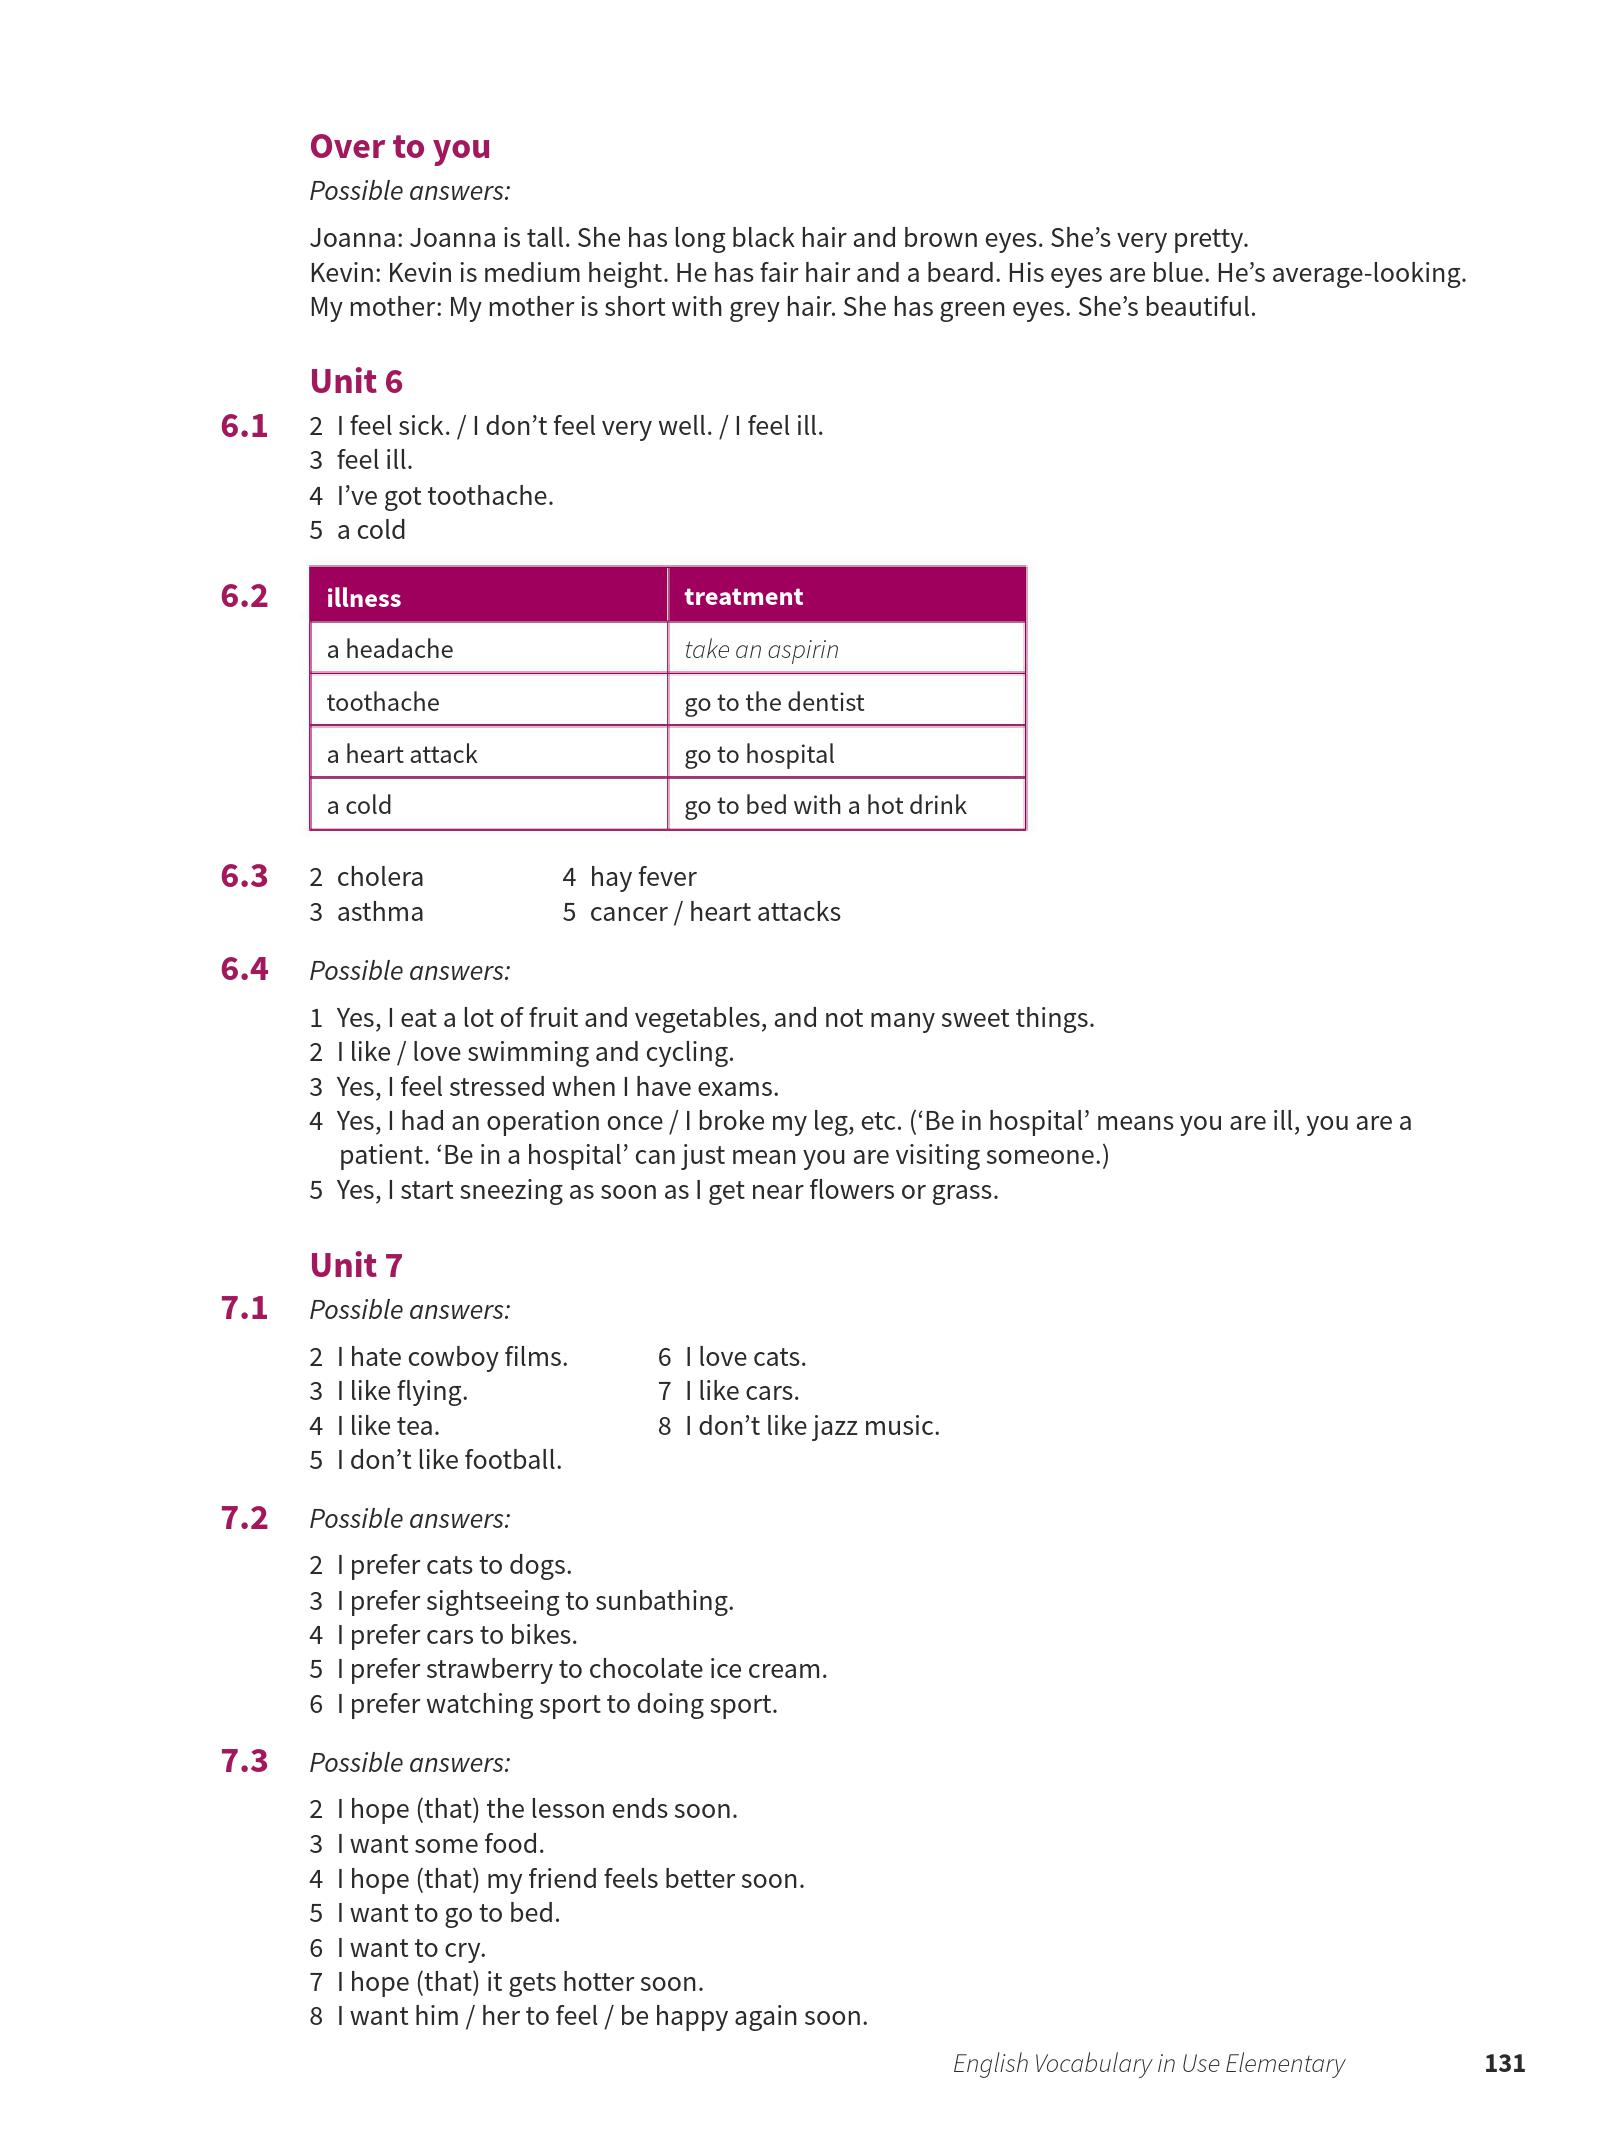 Over to you
Possible answers:
Joanna: Joanna is tall. She has long black hair and brown eyes. She’s very pretty.
Kevin: Kevin is medium height. He has fair hair and a beard. His eyes are blue. He’s average-looking.
My mother: My mother is short with grey hair. She has green eyes. She’s beautiful.
Unit 6
6.1 2 I feel sick. / I don’t feel very well. / I feel ill.
3 feel ill.
4 I’ve got toothache.
5 a cold
6.2 illness treatment
a headache take an aspirin
toothache go to the dentist
a heart attack go to hospital
a cold go to bed with a hot drink
6.3 2 cholera 4 hay fever
3 asthma 5 cancer / heart attacks
6.4 Possible answers:
1 Yes, I eat a lot of fruit and vegetables, and not many sweet things.
2 I like / love swimming and cycling.
3 Yes, I feel stressed when I have exams.
4 Yes, I had an operation once / I broke my leg, etc. (‘Be in hospital’ means you are ill, you are a
patient. ‘Be in a hospital’ can just mean you are visiting someone.)
5 Yes, I start sneezing as soon as I get near flowers or grass.
Unit 7
7.1 Possible answers:
2 I hate cowboy films. 6 I love cats.
3 I like flying. 7 I like cars.
4 I like tea. 8 I don’t like jazz music.
5 I don’t like football.
7.2 Possible answers:
2 I prefer cats to dogs.
3 I prefer sightseeing to sunbathing.
4 I prefer cars to bikes.
5 I prefer strawberry to chocolate ice cream.
6 I prefer watching sport to doing sport.
7.3 Possible answers:
2 I hope (that) the lesson ends soon.
3 I want some food.
4 I hope (that) my friend feels better soon.
5 I want to go to bed.
6 I want to cry.
7 I hope (that) it gets hotter soon.
8 I want him / her to feel / be happy again soon.
English Vocabulary in Use Elementary 131